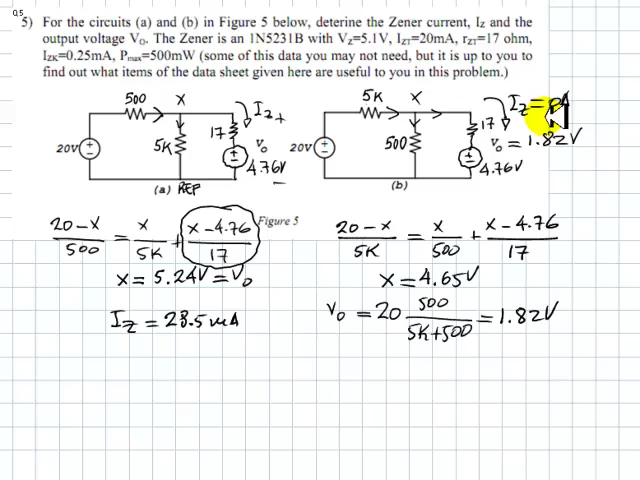 Q5
5) For the circuits (a) and (b) in Figure 5 below, deterine the Zener current, IZ and the
output voltage VO. The Zener is an 1N5231B with VZ=5.1V, IZT=20mA, rZT=17 ohm,
IZK=0.25mA, Pmax=500mW (some of this data you may not need, but it is up to you to
find out what items of the data sheet given here are useful to you in this problem.)
500 X IZ+
17
5K
20V
Vo
4.76V
(a) REP
5K X IZ=0A
17
500
20V
Vo = 1.82V
4.76V
(b)
Figure 5
(20-X)/500 = X/5K + (X-4.76)/17
X = 5.24V = Vo
IZ = 28.5mA
(20-X)/5K = X/500 + (X-4.76)/17
X = 4.65V
Vo = 20 500/(5K+500) = 1.82V